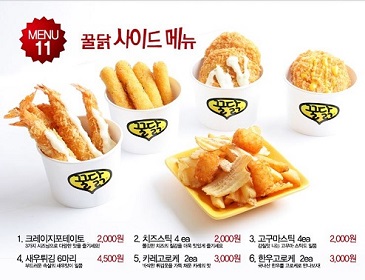 MENU
11
꿀닭 사이드 메뉴
꿀닭
꿀닭
꿀닭
꿀닭
1. 크레이지포테이토 2,000원
2. 치즈스틱 4 ea 2,000원
3. 고구마스틱 4ea 2,000원
4. 새우튀김 6마리 4,500원
5. 카레고로케 2ea 3,000원
6. 한우고로케 2ea 3,000원